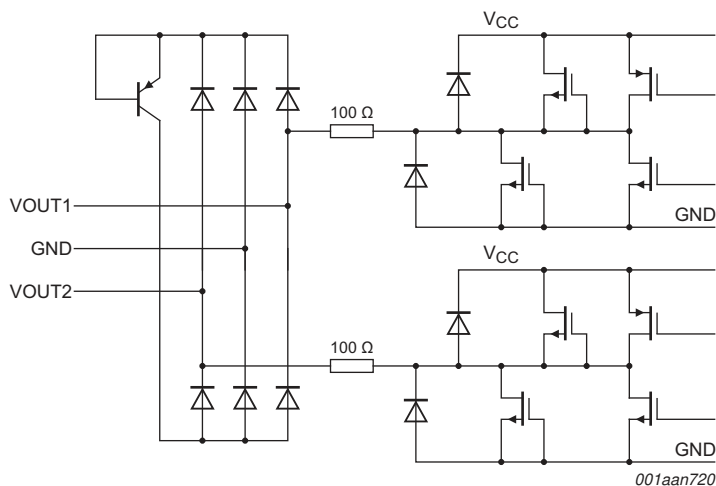 VCC
100 Ω
VOUT1
GND
GND
VOUT2
VCC
100 Ω
GND
001aan720